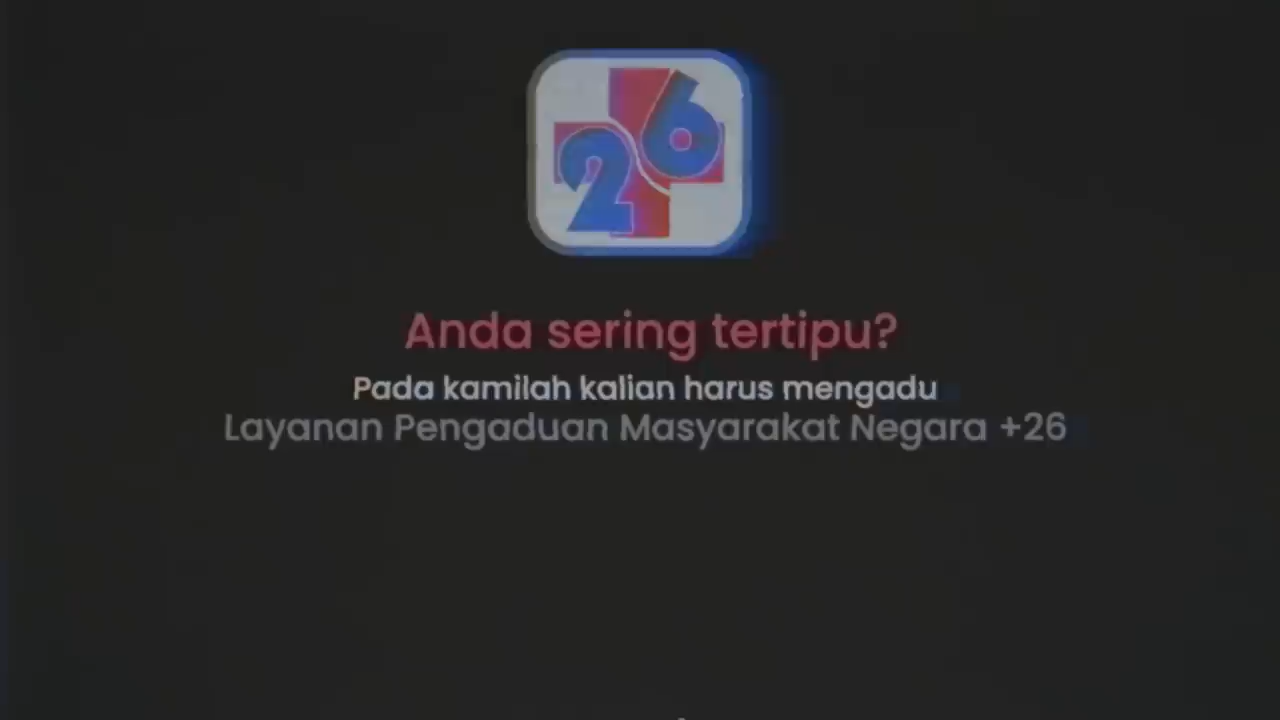 26
Anda sering tertipu?
Pada kamilah kalian harus mengadu
Layanan Pengaduan Masyarakat Negara +26